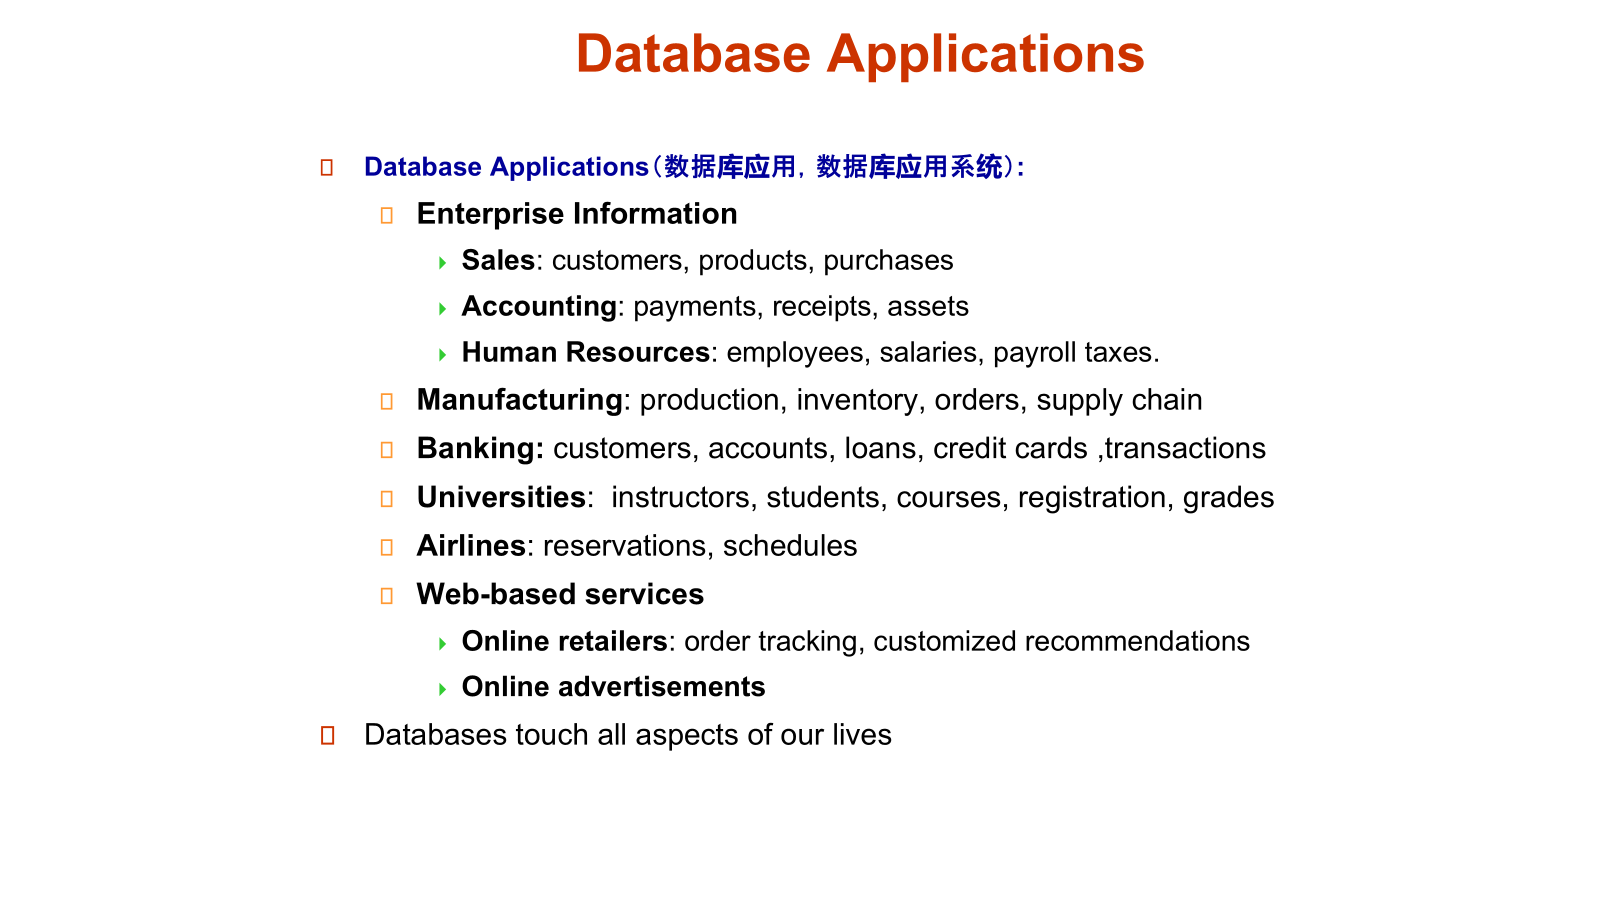 Database Applications
Database Applications（数据库应用，数据库应用系统）:
Enterprise Information
Sales: customers, products, purchases
Accounting: payments, receipts, assets
Human Resources: employees, salaries, payroll taxes.
Manufacturing: production, inventory, orders, supply chain
Banking: customers, accounts, loans, credit cards ,transactions
Universities:  instructors, students, courses, registration, grades
Airlines: reservations, schedules
Web-based services
Online retailers: order tracking, customized recommendations
Online advertisements
Databases touch all aspects of our lives